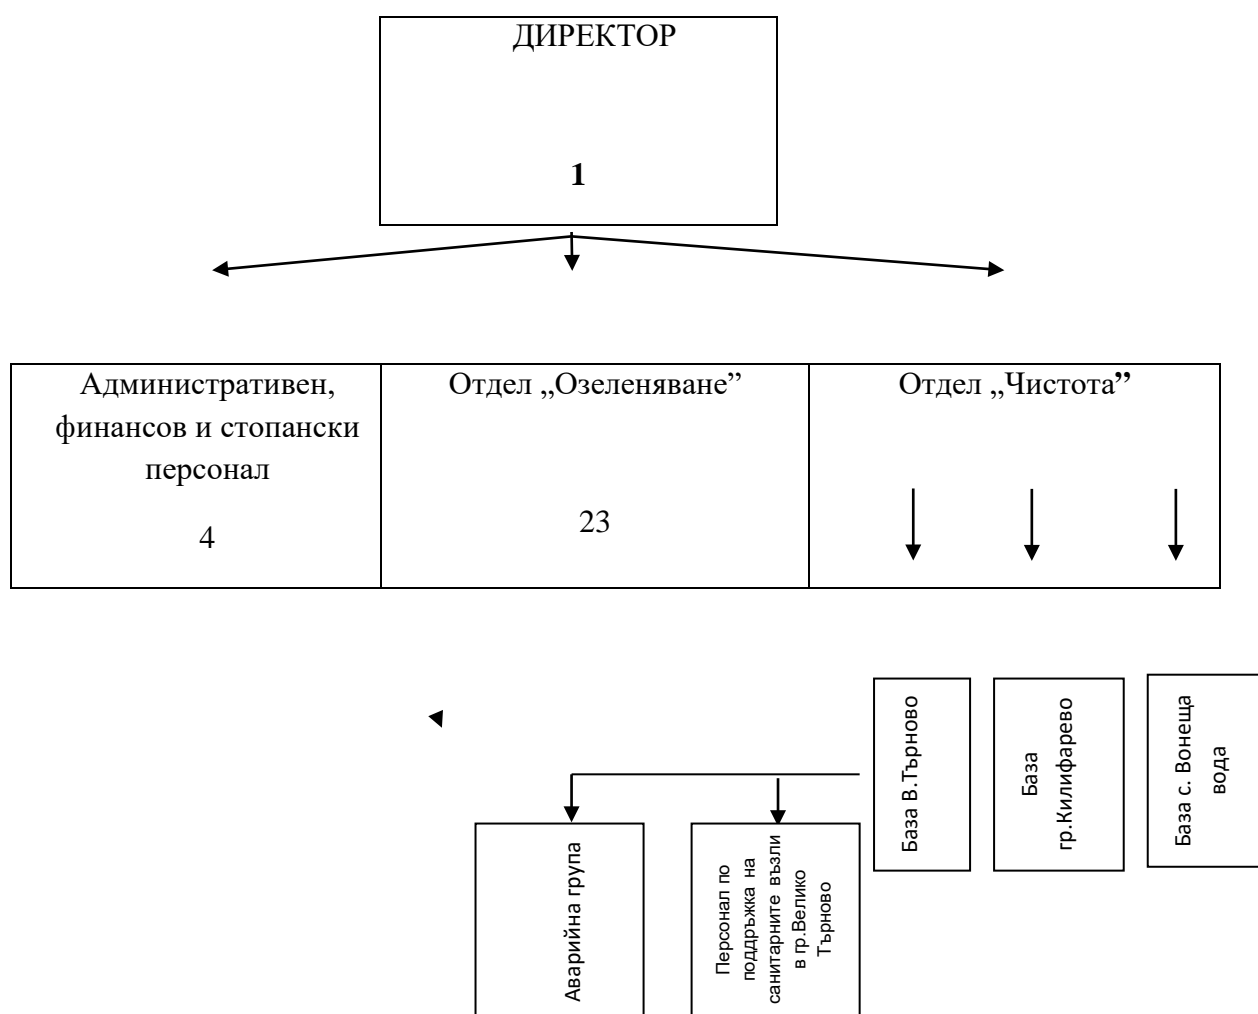 ДИРЕКТОР
1
Административен,
финансов и стопански
персонал
4
Отдел „Озеленяване”
23
Отдел „Чистота”
База В.Търново
База
гр.Килифарево
База с. Вонеща
вода
Аварийна група
Персонал по
поддръжка на
санитарните възли
в гр.Велико
Търново